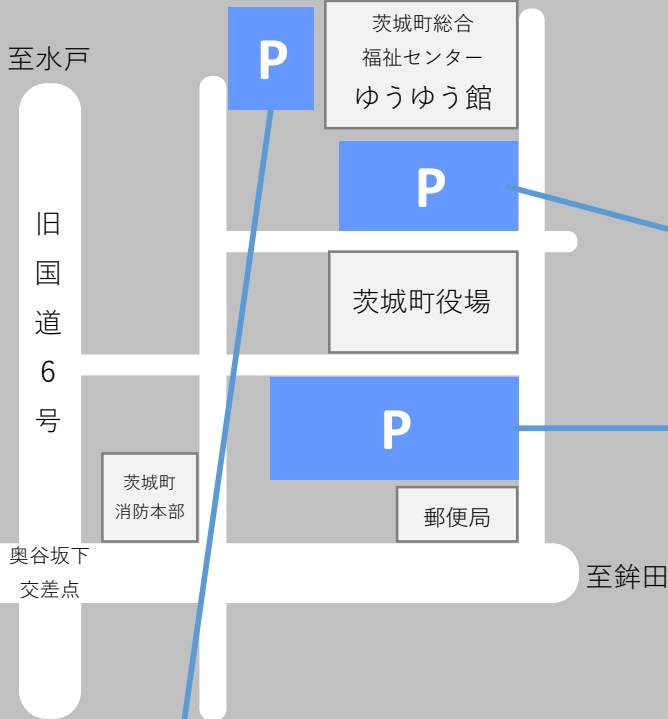 茨城町総合
福祉センター
ゆうゆう館
P
至水戸
P
旧国道6号
茨城町役場
P
茨城町
消防本部
郵便局
奥谷坂下
交差点
至鉾田